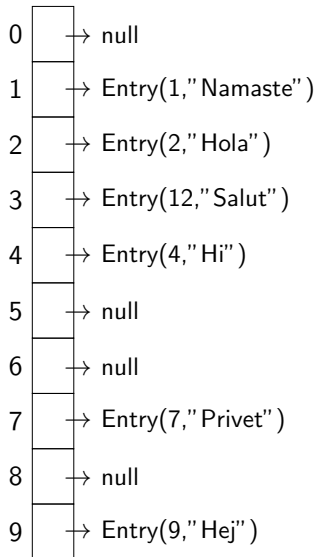 0 → null
1 → Entry(1,"Namaste")
2 → Entry(2,"Hola")
3 → Entry(12,"Salut")
4 → Entry(4,"Hi")
5 → null
6 → null
7 → Entry(7,"Privet")
8 → null
9 → Entry(9,"Hej")